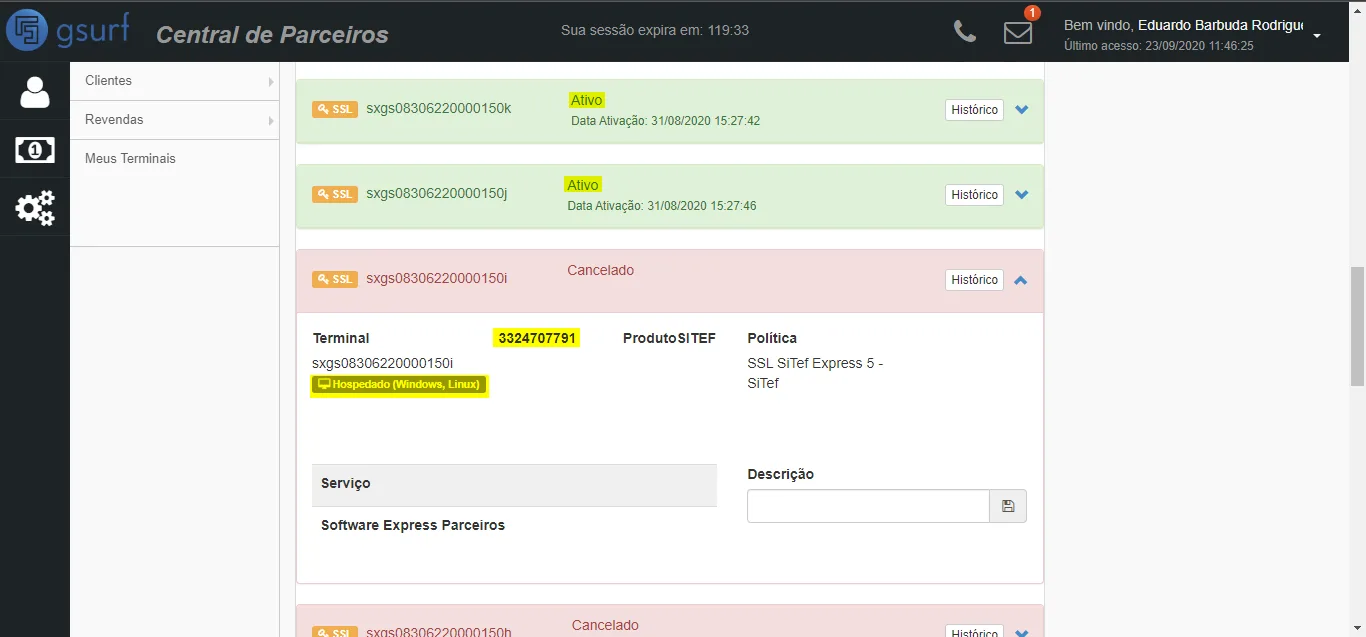 gsurf
Central de Parceiros
Sua sessão expira em: 119:33
1
Bem vindo, Eduardo Barbuda Rodrigue
Último acesso: 23/09/2020 11:46:25
Clientes
Revendas
Meus Terminais
1
SSL sxgs08306220000150k
Ativo
Data Ativação: 31/08/2020 15:27:42
Histórico
SSL sxgs08306220000150j
Ativo
Data Ativação: 31/08/2020 15:27:46
Histórico
SSL sxgs08306220000150i
Cancelado
Histórico
Terminal
3324707791
ProdutoSITEF
Política
sxgs08306220000150i
Hospedado (Windows, Linux)
SSL SiTef Express 5 -
SiTef
Serviço
Software Express Parceiros
Descrição
SSL sxgs08306220000150h
Cancelado
Histórico